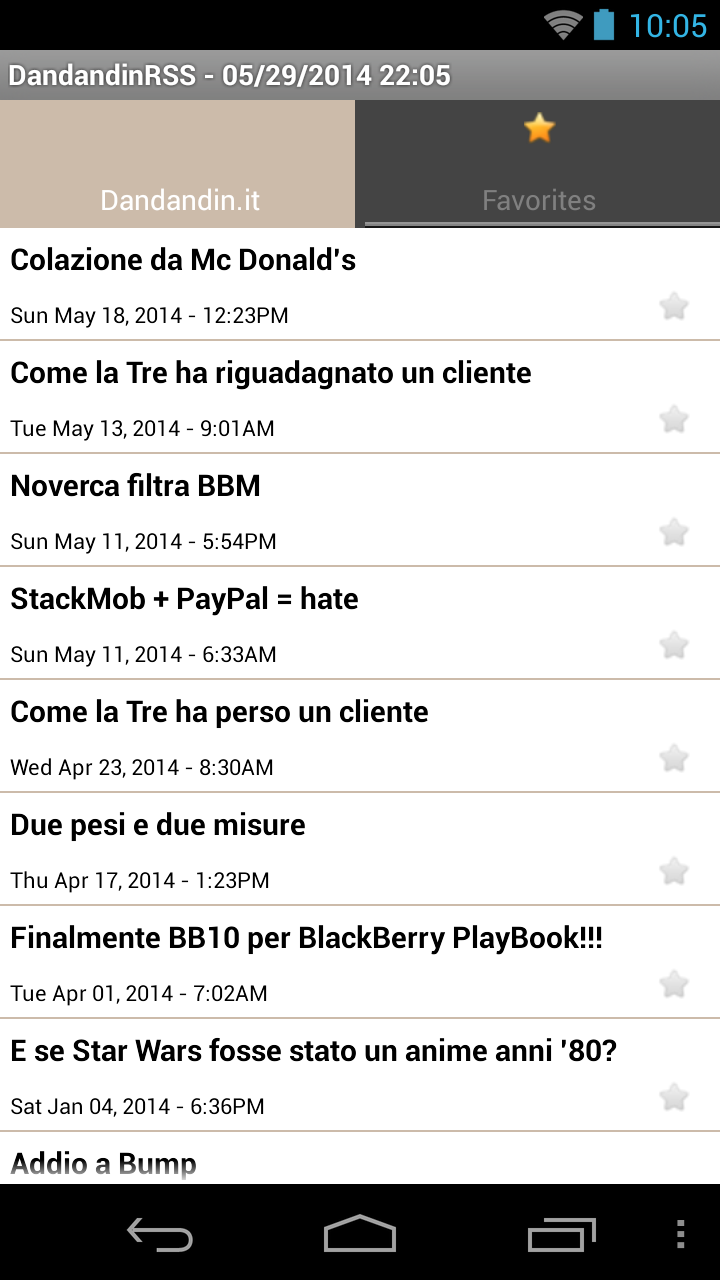 10:05
DandandinRSS - 05/29/2014 22:05
Dandandin.it
Favorites
Colazione da Mc Donald's
Sun May 18, 2014 - 12:23PM
Come la Tre ha riguadagnato un cliente
Tue May 13, 2014 - 9:01AM
Noverca filtra BBM
Sun May 11, 2014 - 5:54PM
StackMob + PayPal = hate
Sun May 11, 2014 - 6:33AM
Come la Tre ha perso un cliente
Wed Apr 23, 2014 - 8:30AM
Due pesi e due misure
Thu Apr 17, 2014 - 1:23PM
Finalmente BB10 per BlackBerry PlayBook!!!
Tue Apr 01, 2014 - 7:02AM
E se Star Wars fosse stato un anime anni '80?
Sat Jan 04, 2014 - 6:36PM
Addio a Bump